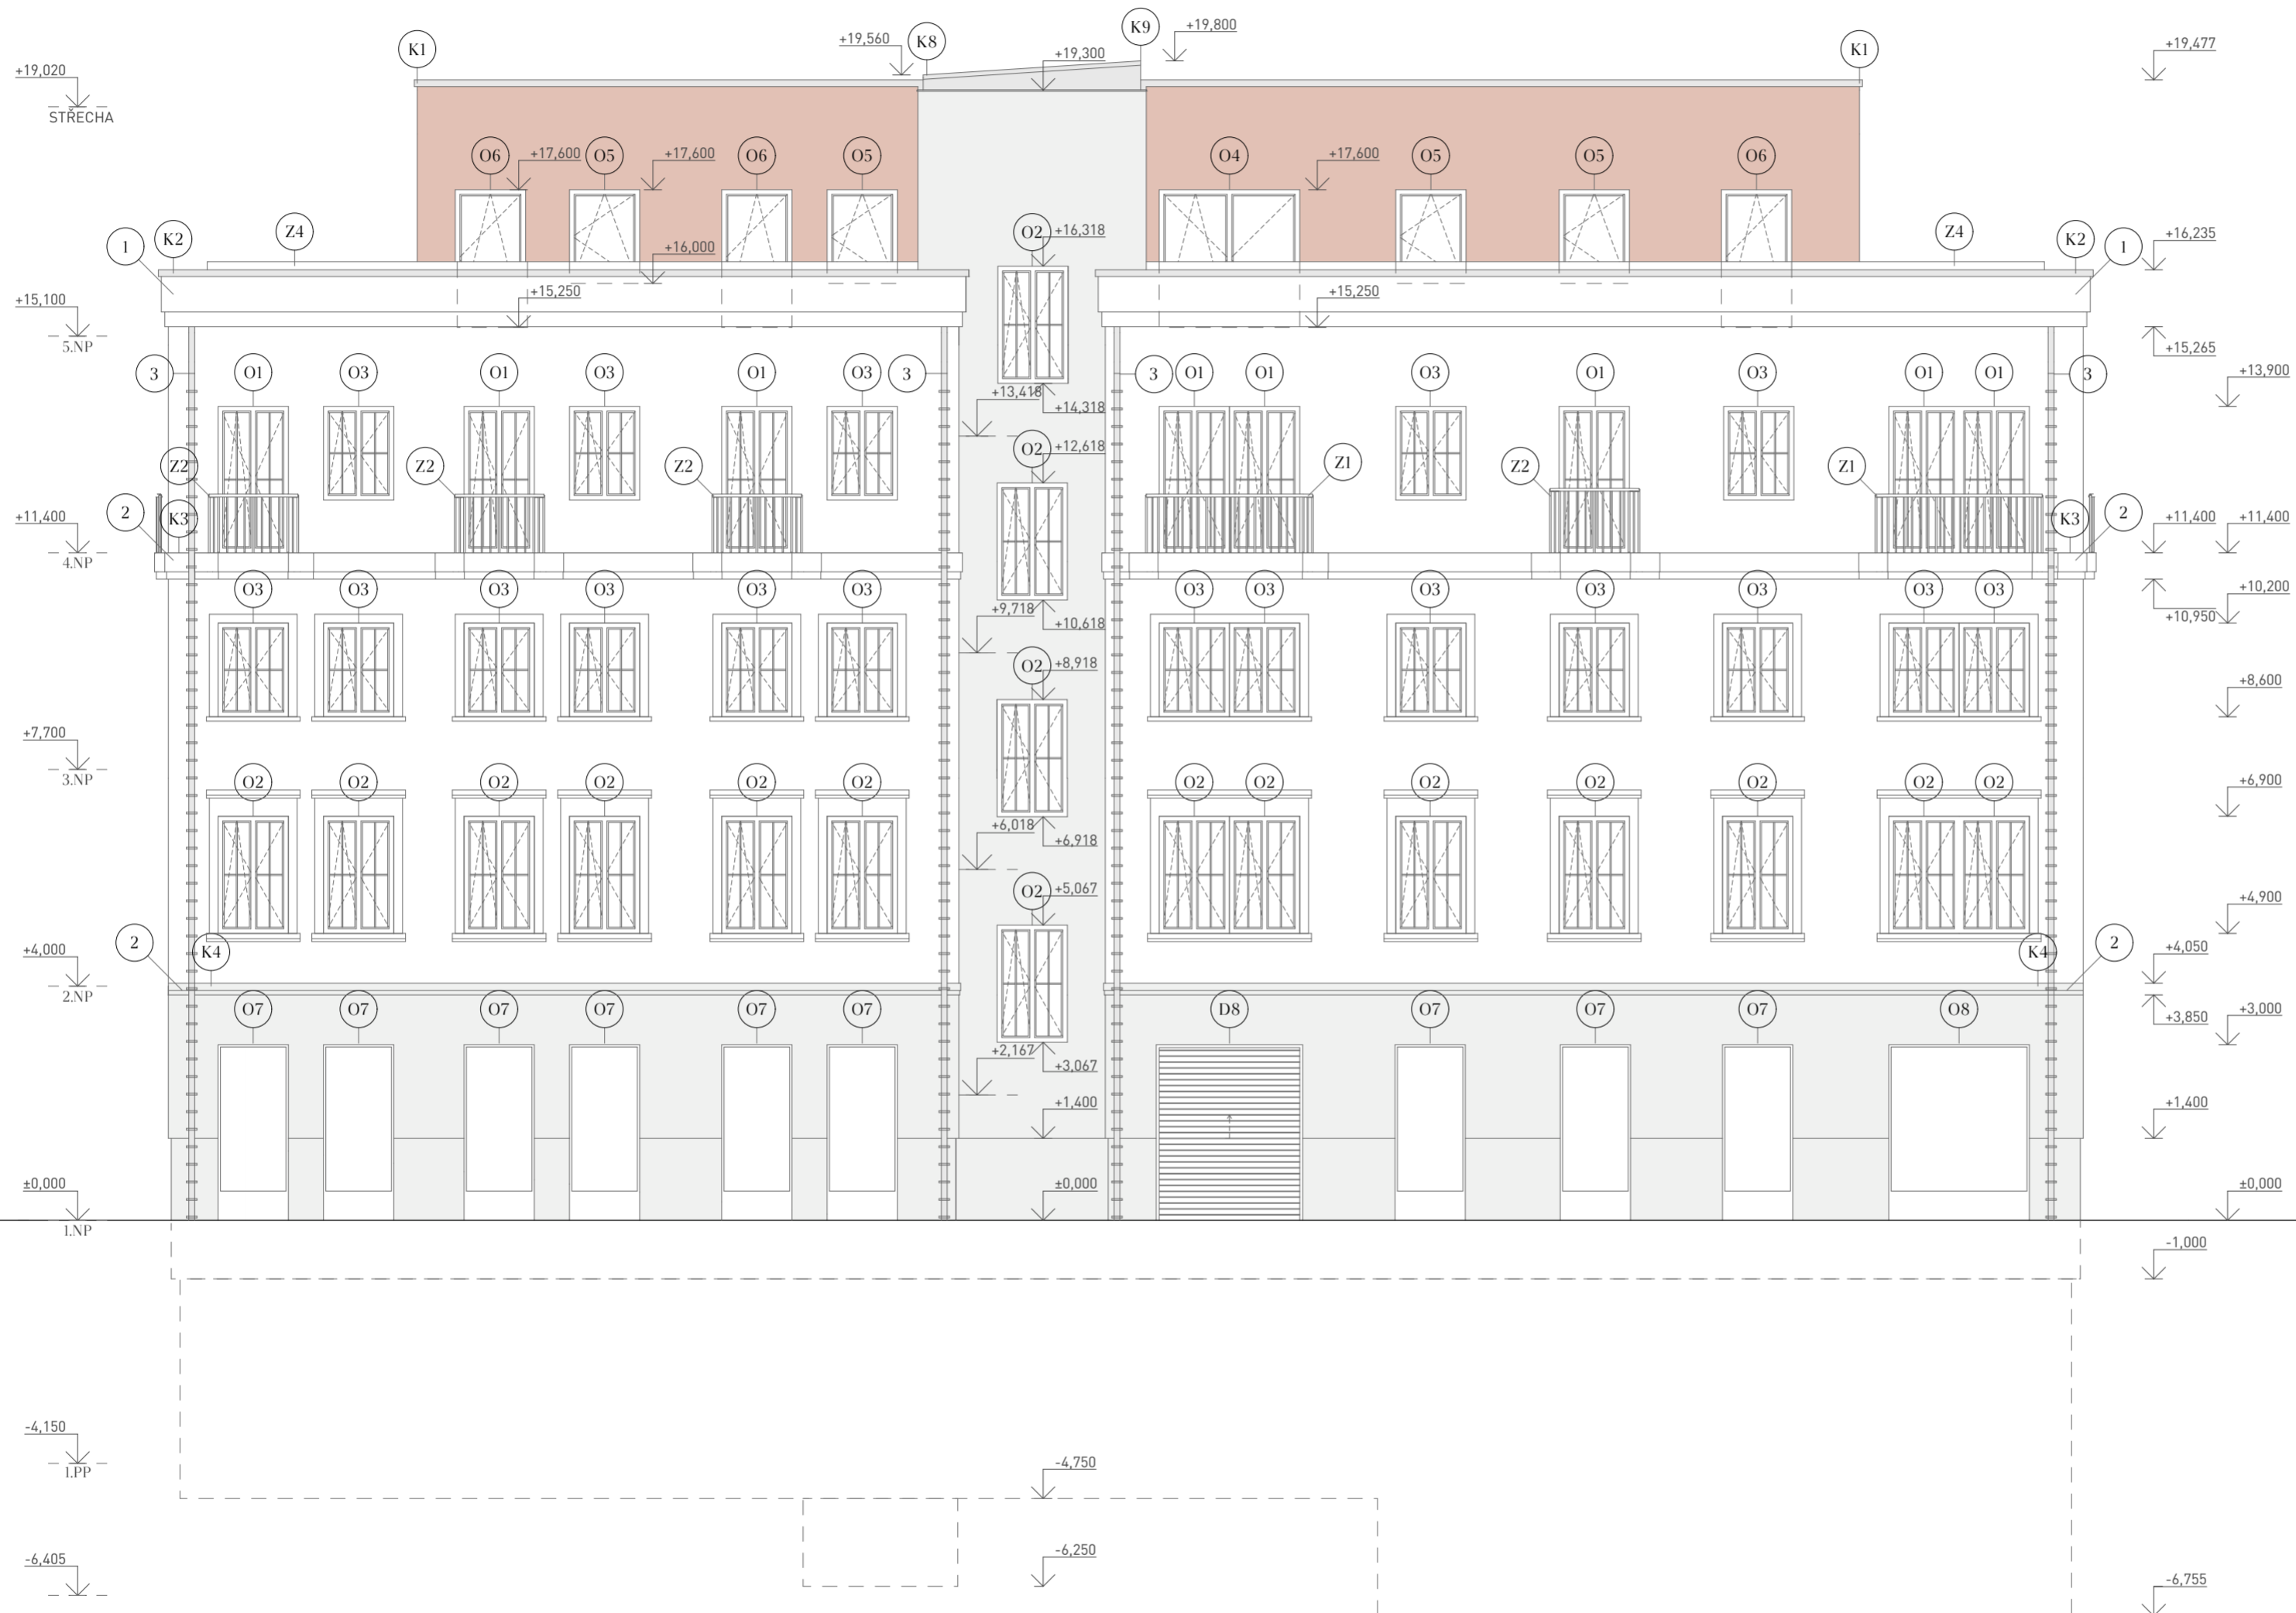 K9
+19,800
+19,560 K8
K1 +19,300 K1 +19,477
+19,020
STŘECHA
O6 +17,600 O5 +17,600 O6 O5 O4 +17,600 O5 O5 O6
1 K2 Z4 +16,000 O2 +16,318 Z4 K2 1 +16,235
+15,100 +15,250 +15,250
5.NP +15,265
3 O1 O3 O1 O3 O1 O3 3 3 O1 O1 O3 O1 O3 O1 O1 3 +13,900
+13,418 +14,318
Z2 Z2 Z2 O2 +12,618 Z1 Z2 Z1
2 K3 K3 2
+11,400 +11,400 +11,400
4.NP
O3 O3 O3 O3 O3 O3 O3 O3 O3 O3 O3 O3 O3 +10,200
+9,718 +10,618 +10,950
O2 +8,918 +8,600
+7,700
3.NP
O2 O2 O2 O2 O2 O2 O2 O2 O2 O2 O2 O2 O2 +6,900
+6,018 +6,918
O2 +5,067 +4,900
2 K4 K4 2
+4,000 +4,050
2.NP
O7 O7 O7 O7 O7 O7 D8 O7 O7 O7 O8 +3,000
+3,850
+2,167 +3,067
+1,400 +1,400
±0,000 ±0,000 ±0,000
1.NP
-1,000
-4,150
1.PP -4,750
-6,405 -6,250
-6,755